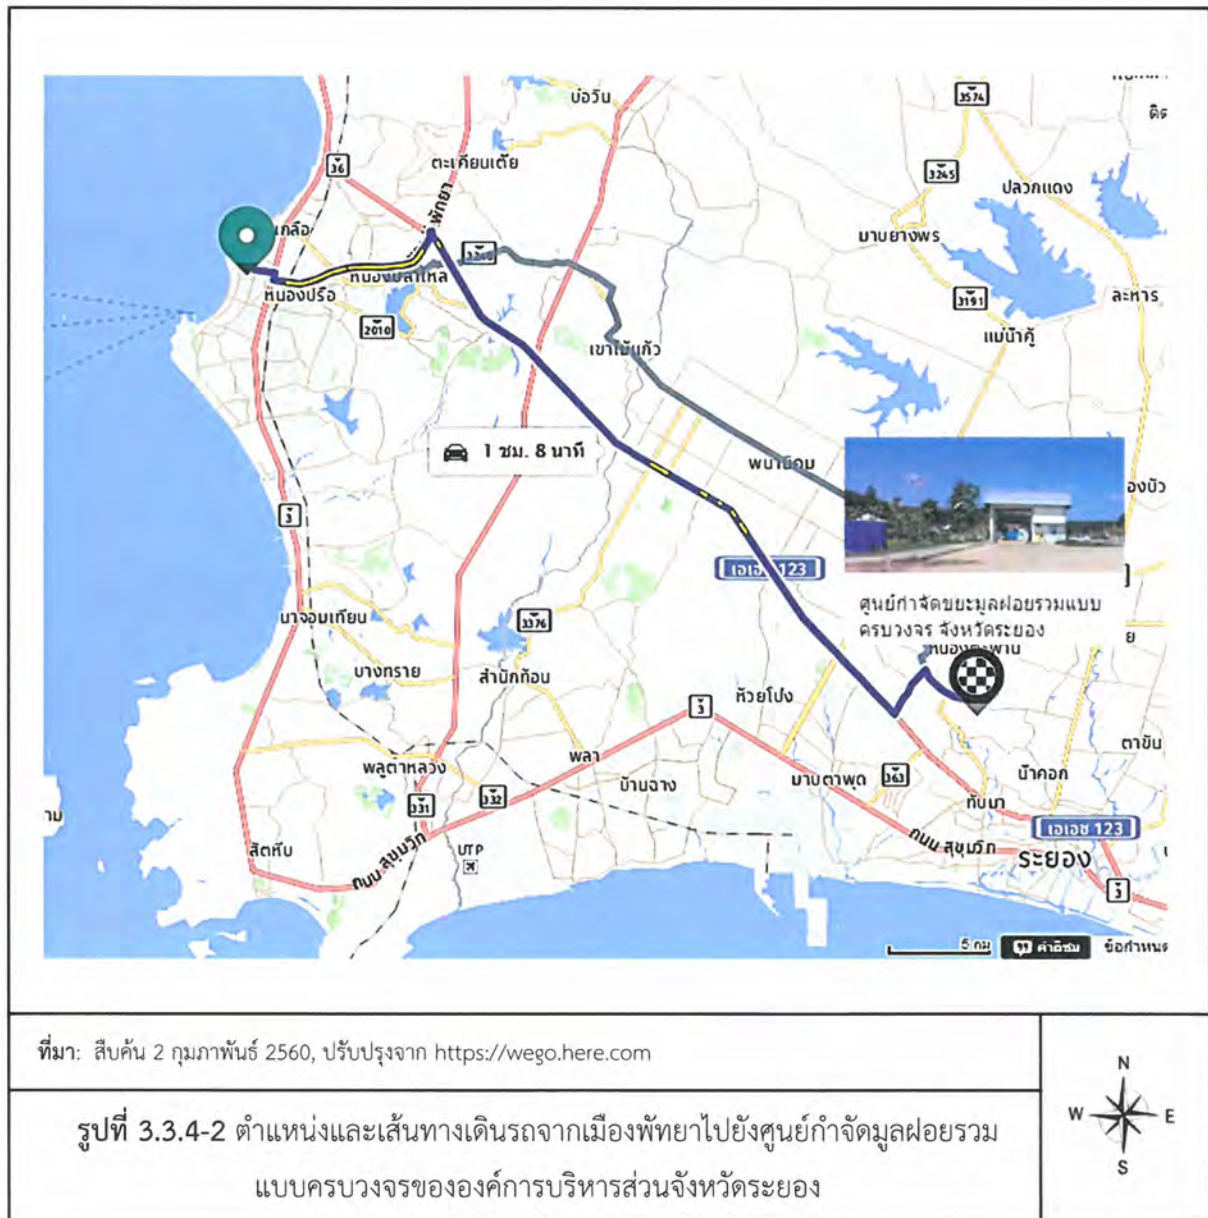 บ่อวิน
3574
ตะเคียนเตี้ย
36
3245
ปลวกแดง
พัทยา
เกลือ
มาบยางพร
3240
หนองปลาไหล
หนองปรือ
3191
ละหาร
2010
แม่น้ำคู้
เขาไม้แก้ว
1 ชม. 8 นาที
พนานิคม
องบัว
3
123
ศูนย์กำจัดขยะมูลฝอยรวมแบบ
ครบวงจร จังหวัดระยอง
นาจอมเทียน
3376
ย
หนองตะพาน
บางทราย
สำนักท้อน
ห้วยโป่ง
3
ตาขัน
พลูตาหลวง
พลา
บ้านฉาง
มาบตาพุด
363
น้ำคอก
331
332
ทับมา
เอเอช 123
สัตหีบ
ถนน สุขุมวิท
UTP
ถนน สุขุมวิท
ระยอง
3
5 กม
คำติชม
ข้อกำหนด
ที่มา: สืบค้น 2 กุมภาพันธ์ 2560, ปรับปรุงจาก https://wego.here.com
N
W E
S
รูปที่ 3.3.4-2 ตำแหน่งและเส้นทางเดินรถจากเมืองพัทยาไปยังศูนย์กำจัดมูลฝอยรวม
แบบครบวงจรขององค์การบริหารส่วนจังหวัดระยอง